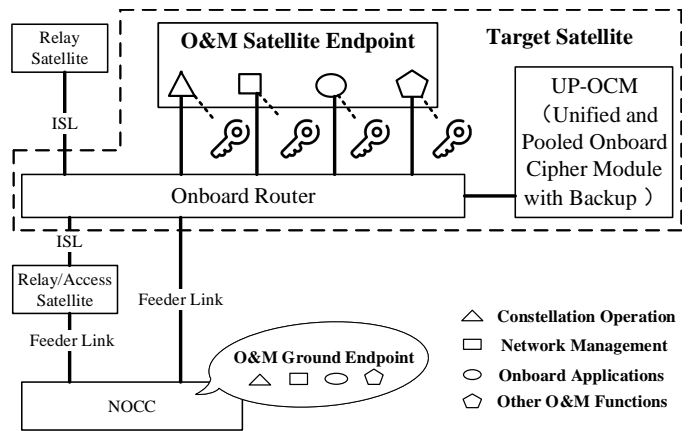 Relay
Satellite
O&M Satellite Endpoint
Target Satellite
UP-OCM
（Unified and
Pooled Onboard
Cipher Module
with Backup ）
ISL
Onboard Router
ISL
Relay/Access
Satellite
Feeder Link
Feeder Link
O&M Ground Endpoint
NOCC
Constellation Operation
Network Management
Onboard Applications
Other O&M Functions